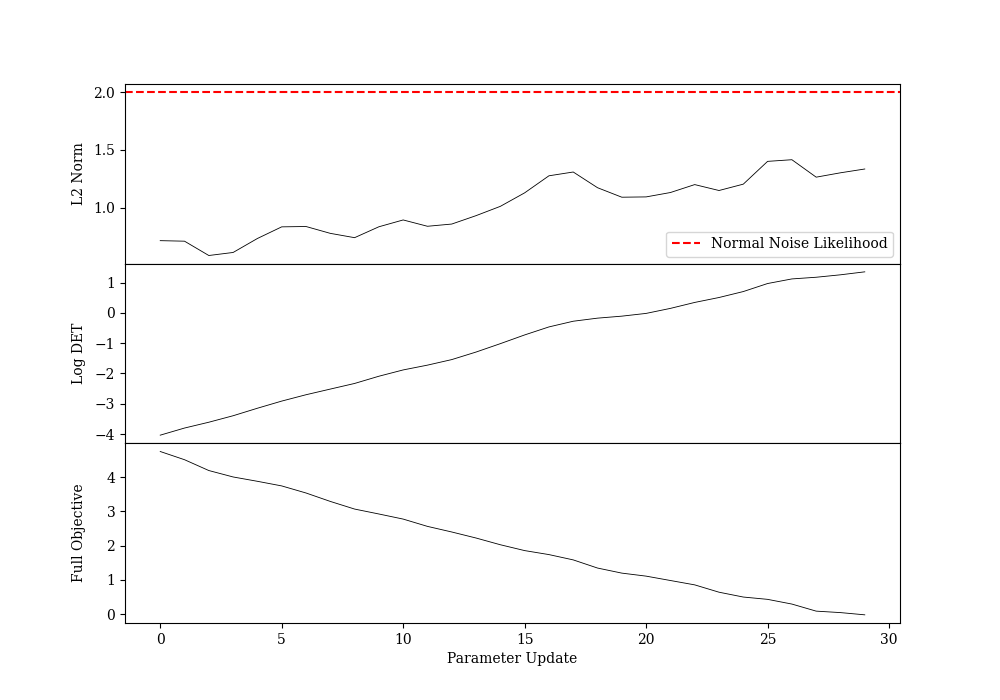 2.0
1.5
1.0
L2 Norm
Normal Noise Likelihood
1
0
−1
−2
−3
−4
Log DET
4
3
2
1
0
Full Objective
0 5 10 15 20 25 30
Parameter Update